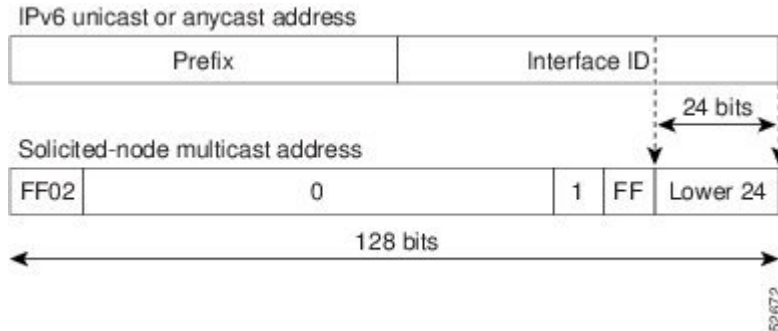 IPv6 unicast or anycast address
Prefix Interface ID
24 bits
Solicited-node multicast address
FF02 0 1 FF Lower 24
128 bits
52672